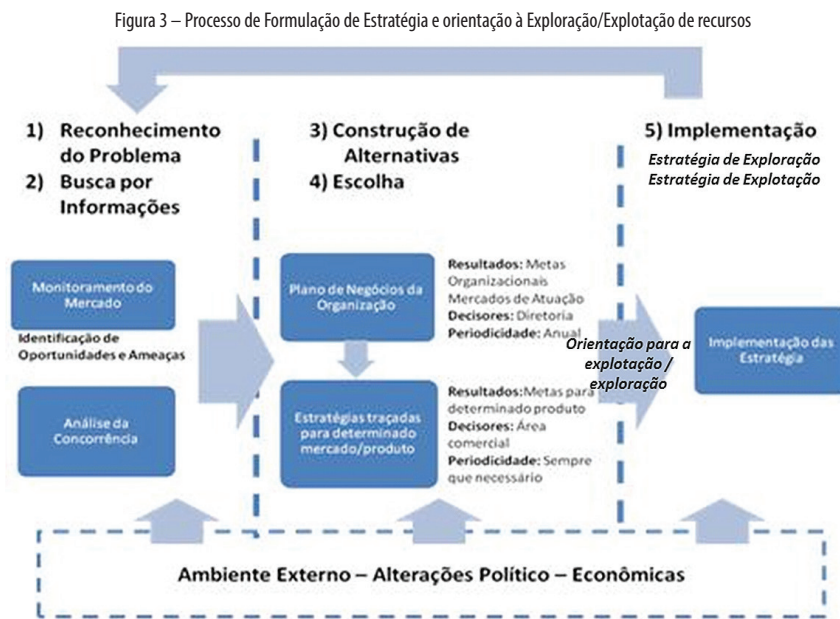 Figura 3 – Processo de Formulação de Estratégia e orientação à Exploração/Explotação de recursos
1) Reconhecimento
do Problema
2) Busca por
Informações
3) Construção de
Alternativas
4) Escolha
5) Implementação
Estratégia de Exploração
Estratégia de Explotação
Monitoramento do
Mercado
Identificação de
Oportunidades e Ameaças
Análise da
Concorrência
Plano de Negócios da
Organização
Resultados: Metas
Organizacionais
Mercados de Atuação
Decisores: Diretoria
Periodicidade: Anual
Estratégias traçadas
para determinado
mercado/produto
Resultados:Metas para
determinado produto
Decisores: Área
comercial
Periodicidade: Sempre
que necessário
Orientação para a
explotação /
exploração
Implementação das
Estratégia
Ambiente Externo – Alterações Político – Econômicas